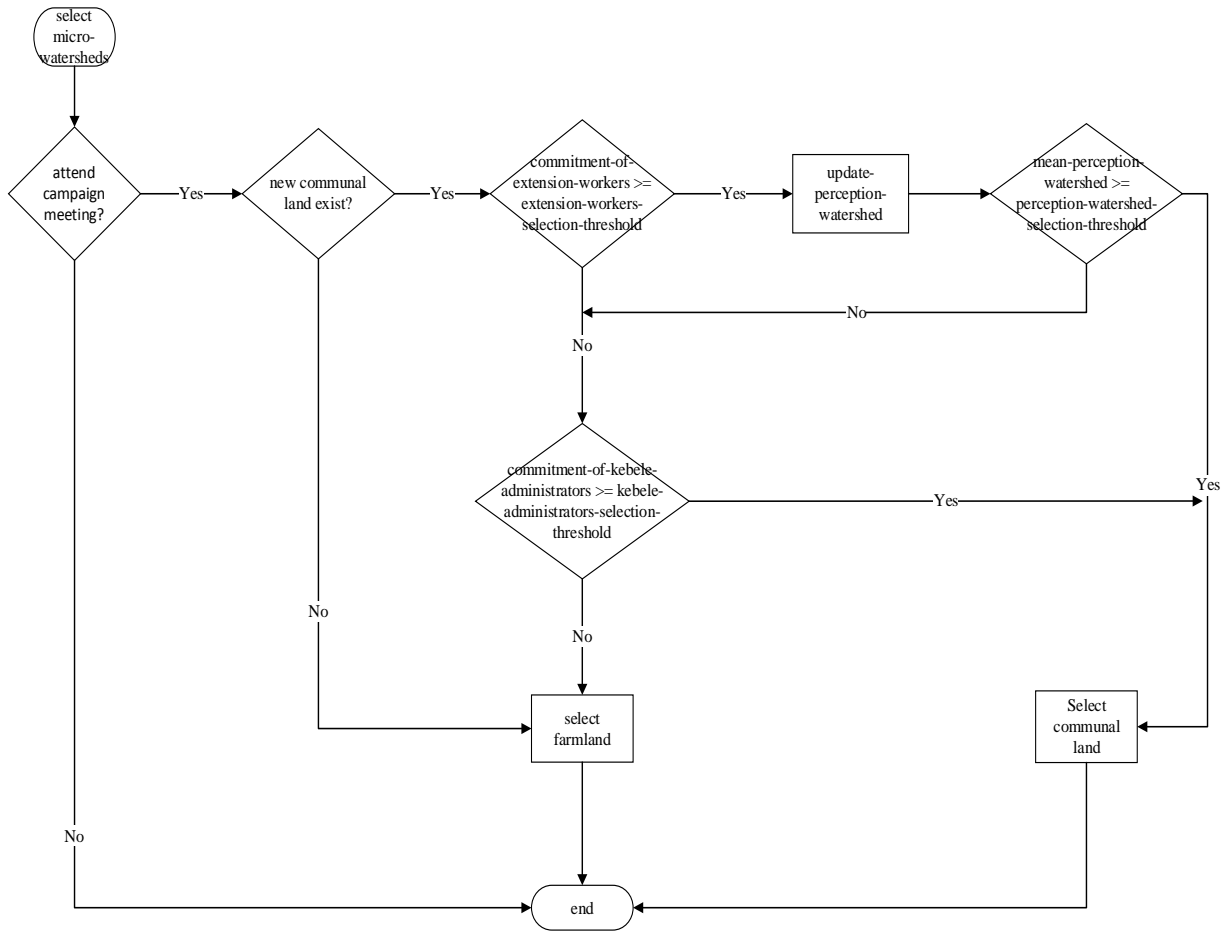 select
micro-
watersheds
attend
campaign
meeting?
Yes
new communal
land exist?
Yes
commitment-of-
extension-workers >=
extension-workers-
selection-threshold
Yes
update-
perception-
watershed
mean-perception-
watershed >=
perception-watershed-
selection-threshold
No
No
commitment-of-kebele-
administrators >= kebele-
administrators-selection-
threshold
Yes
Yes
No
No
select
farmland
Select
communal
land
No
end